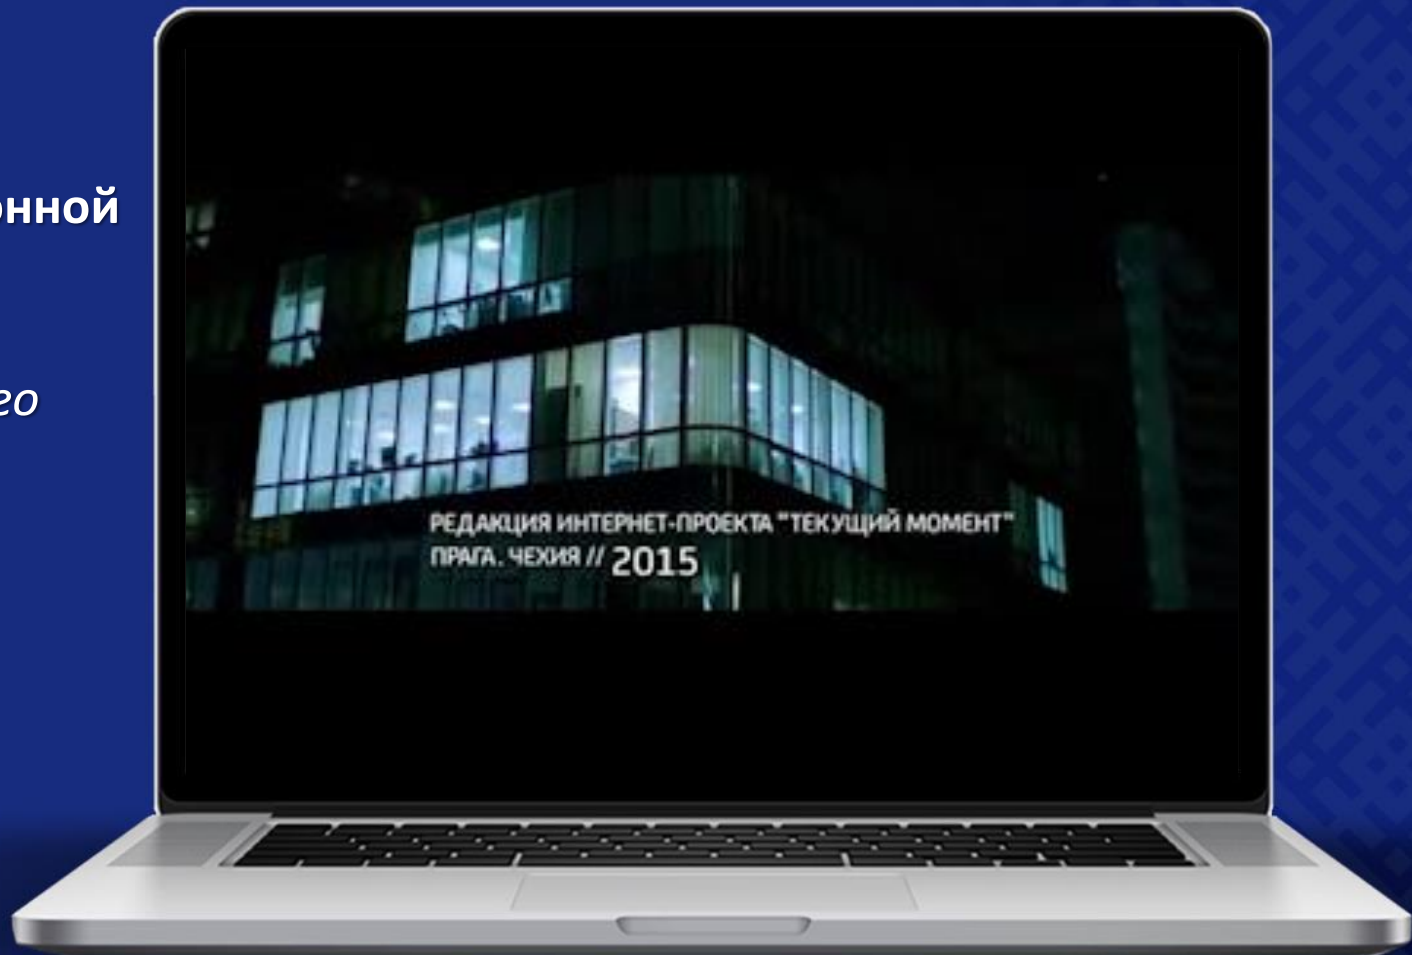 онной
го
РЕДАКЦИЯ ИНТЕРНЕТ-ПРОЕКТА "ТЕКУЩИЙ МОМЕНТ"
ПРАГА. ЧЕХИЯ // 2015